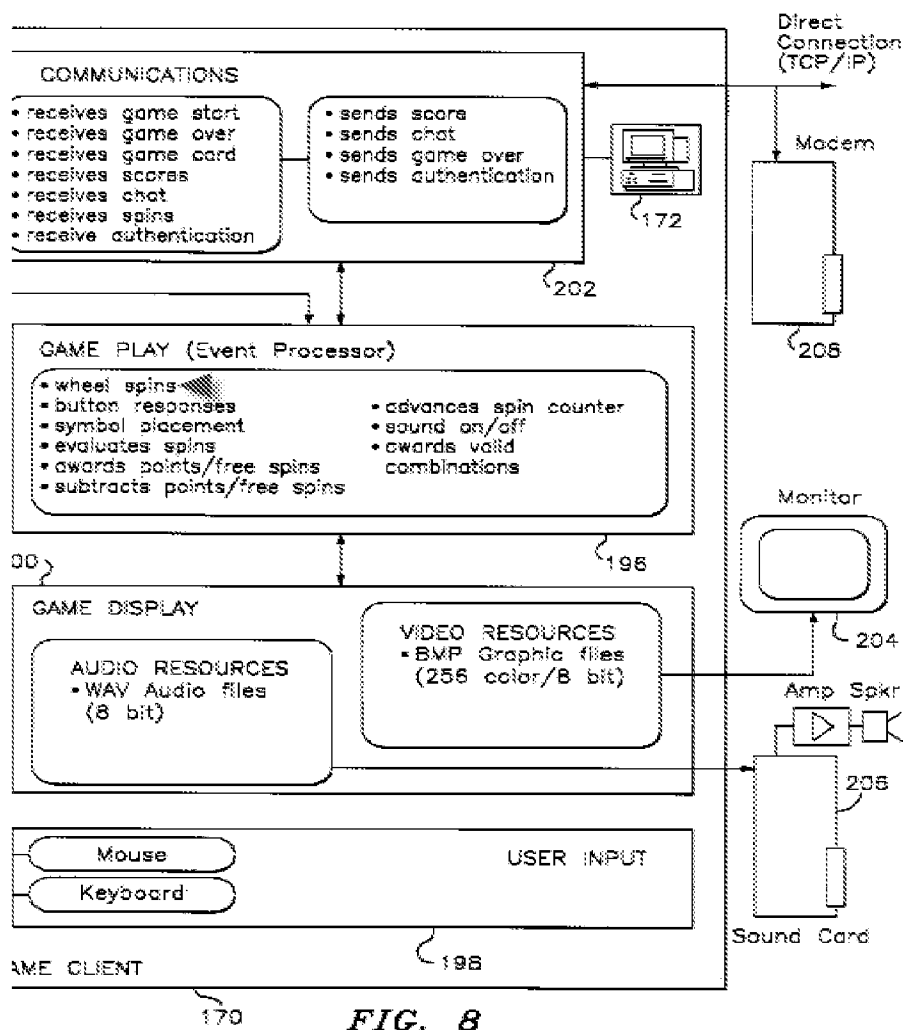 Direct
Connection
(TCP/IP)
COMMUNICATIONS
• receives game start
• receives game over
• receives game card
• receives scores
• receives chat
• receives spins
• receive authentication
• sends score
• sends chat
• sends game over
• sends authentication
172
Modem
202
208
GAME PLAY (Event Processor)
• wheel spins
• button responses
• symbol placement
• evaluates spins
• awards points/free spins
• subtracts points/free spins
• advances spin counter
• sound on/off
• awards valid
combinations
196
Monitor
204
00
GAME DISPLAY
AUDIO RESOURCES
• WAV Audio files
(8 bit)
VIDEO RESOURCES
• BMP Graphic files
(256 color/8 bit)
Amp Spkr
206
Sound Card
Mouse
Keyboard
USER INPUT
198
AME CLIENT
170
FIG. 8